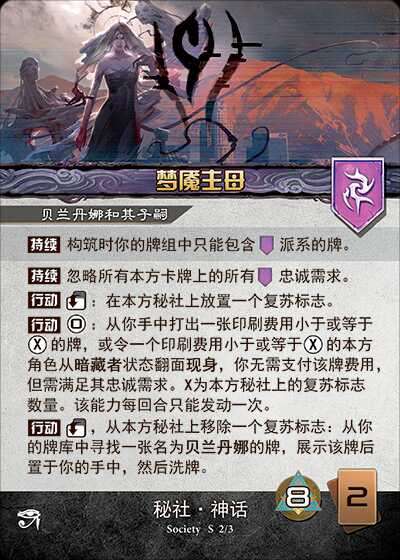 梦魇主母
贝兰丹娜和其子嗣
持续 构筑时你的牌组中只能包含 派系的牌。
持续 忽略所有本方卡牌上的所有 忠诚需求。
行动 ：在本方秘社上放置一个复苏标志。
行动 ：从你手中打出一张印刷费用小于或等于
X 的牌，或令一个印刷费用小于或等于 X 的本方
角色从暗藏者状态翻面现身，你无需支付该牌费用，
但需满足其忠诚需求。X为本方秘社上的复苏标志
数量。该能力每回合只能发动一次。
行动 ，从本方秘社上移除一个复苏标志：从你
的牌库中寻找一张名为贝兰丹娜的牌，展示该牌后
置于你的手中，然后洗牌。
秘社·神话
Society ·S 2/3
8
2